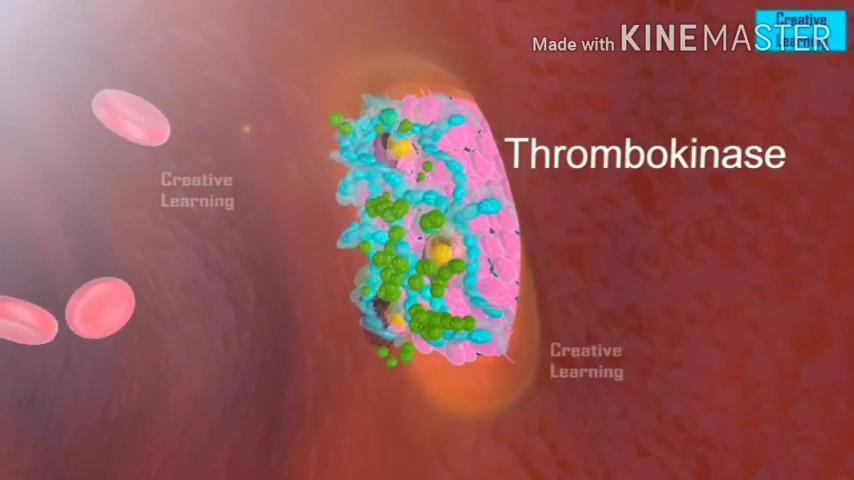 Creative
Learning
Made with KINEMASTER
Thrombokinase
Creative
Learning
Creative
Learning